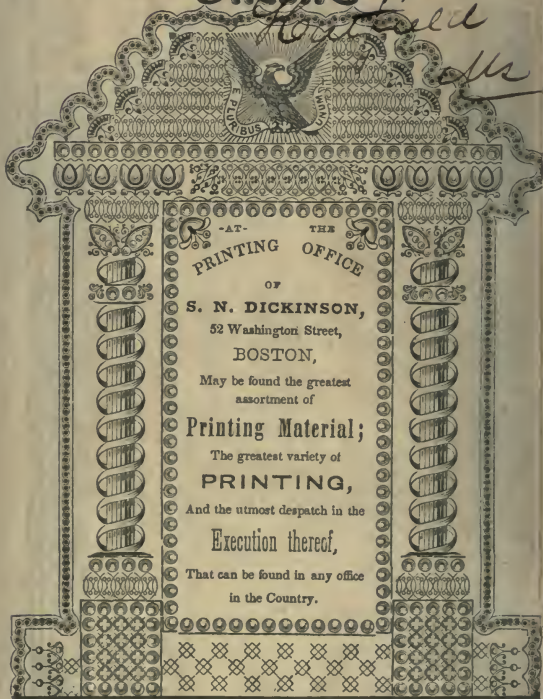 E PLURIBUS UNUM
-AT- THE
PRINTING OFFICE
OF
S. N. DICKINSON,
52 Washington Street,
BOSTON,
May be found the greatest
assortment of
Printing Material;
The greatest variety of
PRINTING,
And the utmost despatch in the
Execution thereof,
That can be found in any office
in the Country.